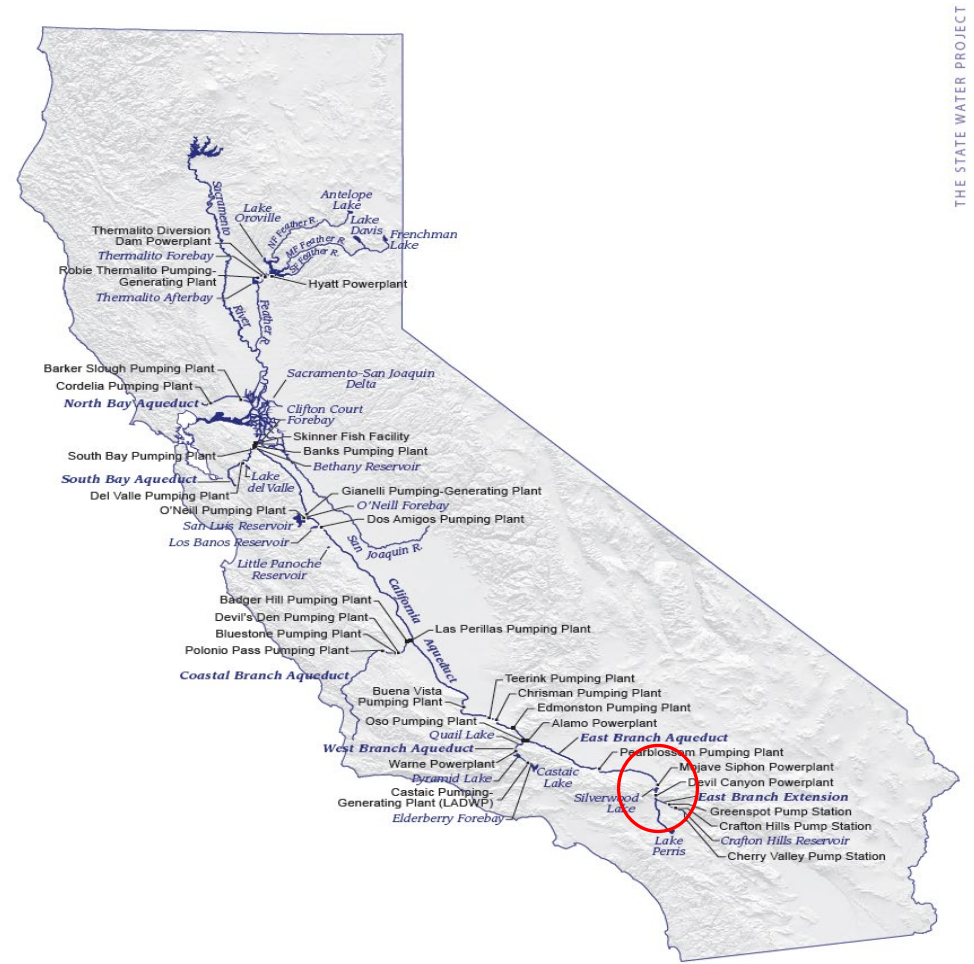 THE STATE WATER PROJECT
Antelope
Lake
Lake
Oroville
Sacramento
NF Feather R.
Lake
Davis
Frenchman
Lake
Thermalito Diversion
Dam Powerplant
MF Feather R.
Thermalito Forebay
SF Feather R.
Robie Thermalito Pumping-
Generating Plant
Hyatt Powerplant
Thermalito Afterbay
River
Feather R.
Barker Slough Pumping Plant
Sacramento-San Joaquin
Delta
Cordelia Pumping Plant
North Bay Aqueduct
Clifton Court
Forebay
Skinner Fish Facility
South Bay Pumping Plant
Banks Pumping Plant
Bethany Reservoir
South Bay Aqueduct
Lake
del Valle
Del Valle Pumping Plant
Gianelli Pumping-Generating Plant
O'Neill Pumping Plant
O'Neill Forebay
San Luis Reservoir
Dos Amigos Pumping Plant
Los Banos Reservoir
San
Joaquin R.
Little Panoche
Reservoir
California
Badger Hill Pumping Plant
Devil's Den Pumping Plant
Las Perillas Pumping Plant
Bluestone Pumping Plant
Polonio Pass Pumping Plant
Aqueduct
Coastal Branch Aqueduct
Teerink Pumping Plant
Buena Vista
Pumping Plant
Chrisman Pumping Plant
Edmonston Pumping Plant
Oso Pumping Plant
Alamo Powerplant
Quail Lake
East Branch Aqueduct
West Branch Aqueduct
Pearblossom Pumping Plant
Warne Powerplant
Mojave Siphon Powerplant
Pyramid Lake
Castaic
Lake
Devil Canyon Powerplant
Castaic Pumping-
Generating Plant (LADWP)
Silverwood
Lake
East Branch Extension
Elderberry Forebay
Greenspot Pump Station
Crafton Hills Pump Station
Lake
Perris
Crafton Hills Reservoir
Cherry Valley Pump Station